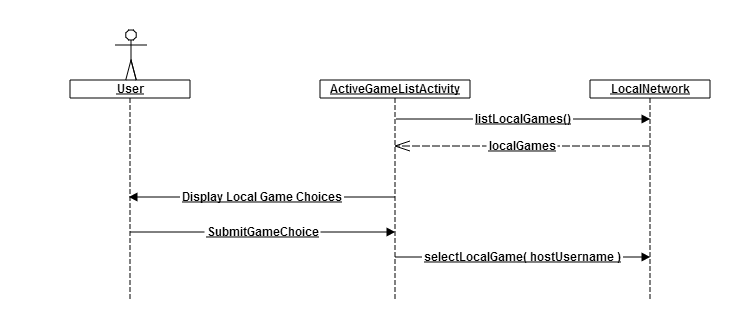 User
ActiveGameListActivity
LocalNetwork
listLocalGames()
localGames
Display Local Game Choices
SubmitGameChoice
selectLocalGame( hostUsername )